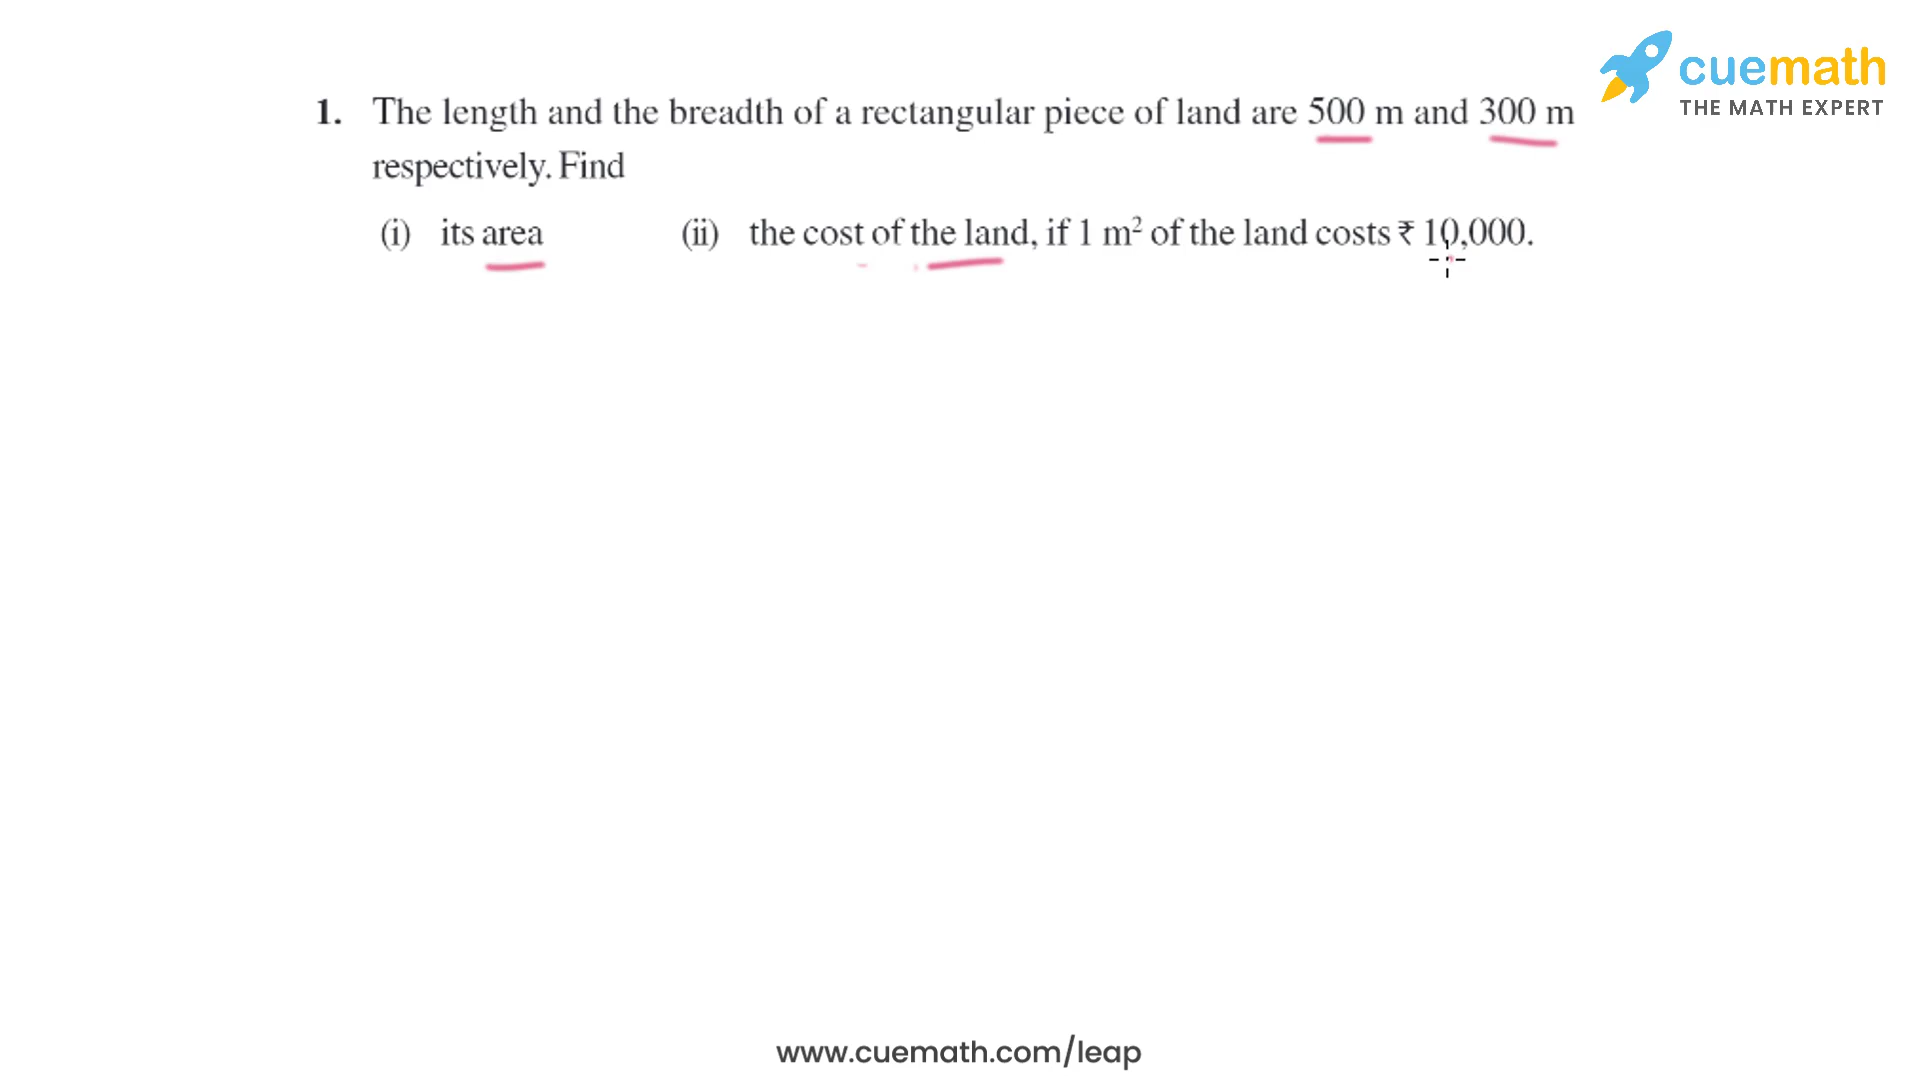 cuemath
THE MATH EXPERT
1. The length and the breadth of a rectangular piece of land are 500 m and 300 m
respectively. Find
(i) its area (ii) the cost of the land, if 1 m² of the land costs ₹ 10,000.
www.cuemath.com/leap